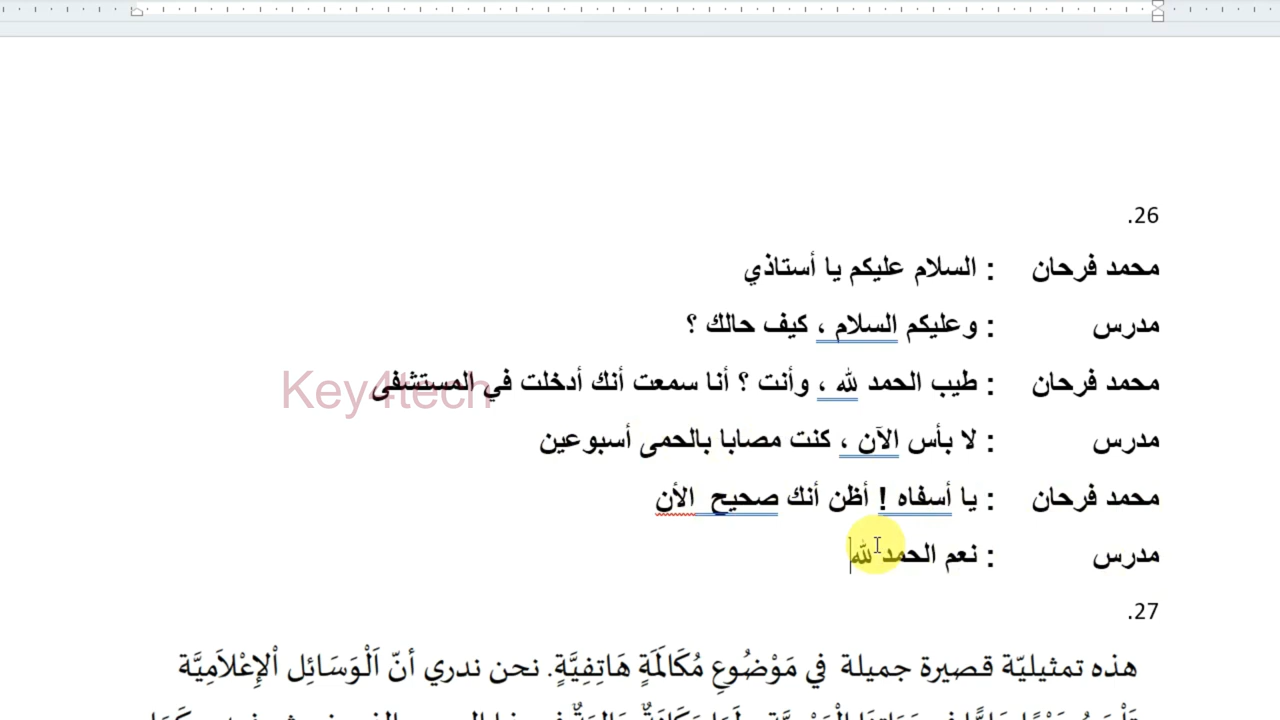 26.
محمد فرحان : السلام عليكم يا أستاذي
مدرس : وعليكم السلام ، كيف حالك ؟
محمد فرحان : طيب الحمد لله ، وأنت ؟ أنا سمعت أنك أدخلت في المستشفى
Key4tech
مدرس : لا بأس الآن ، كنت مصابا بالحمى أسبوعين
محمد فرحان : يا أسفاه ! أظن أنك صحيح الأن
مدرس : نعم الحمد لله
27.
هذه تمثيليّة قصيرة جميلة في مَوْضُوعِ مُكَالَمَةٍ هَاتِفِيَّةٍ. نحن ندري أنّ اَلْوَسَائِل اْلإِعْلاَمِيَّة